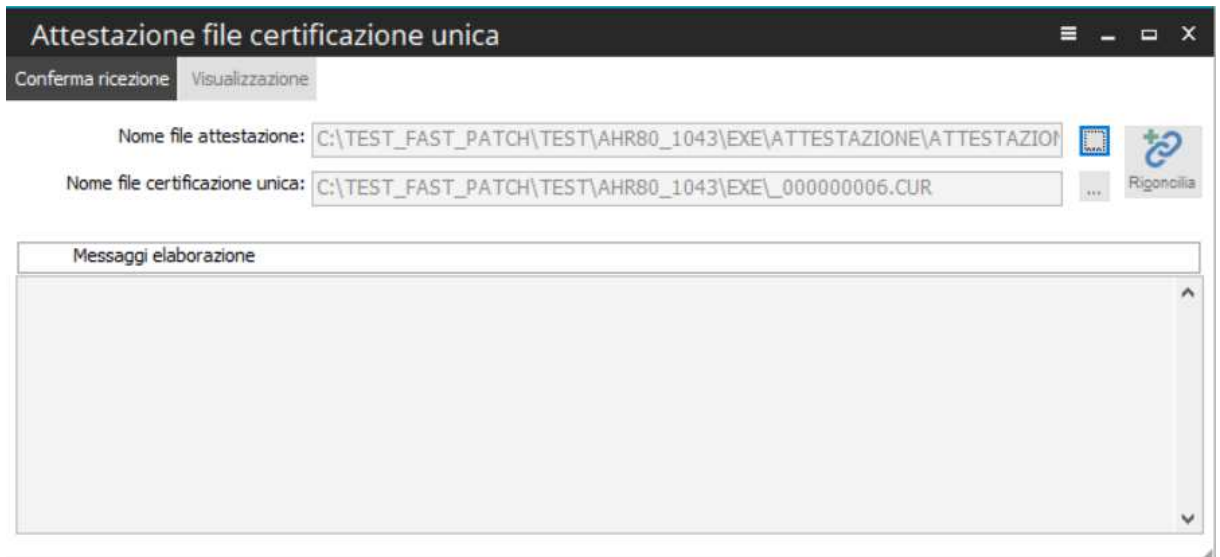 Attestazione file certificazione unica
Conferma ricezione Visualizzazione
Nome file attestazione: C:\TEST_FAST_PATCH\TEST\AHR80_1043\EXE\ATTESTAZIONE\ATTESTAZION
Nome file certificazione unica: C:\TEST_FAST_PATCH\TEST\AHR80_1043\EXE\_000000006.CUR ...
Riconcilia
Messaggi elaborazione